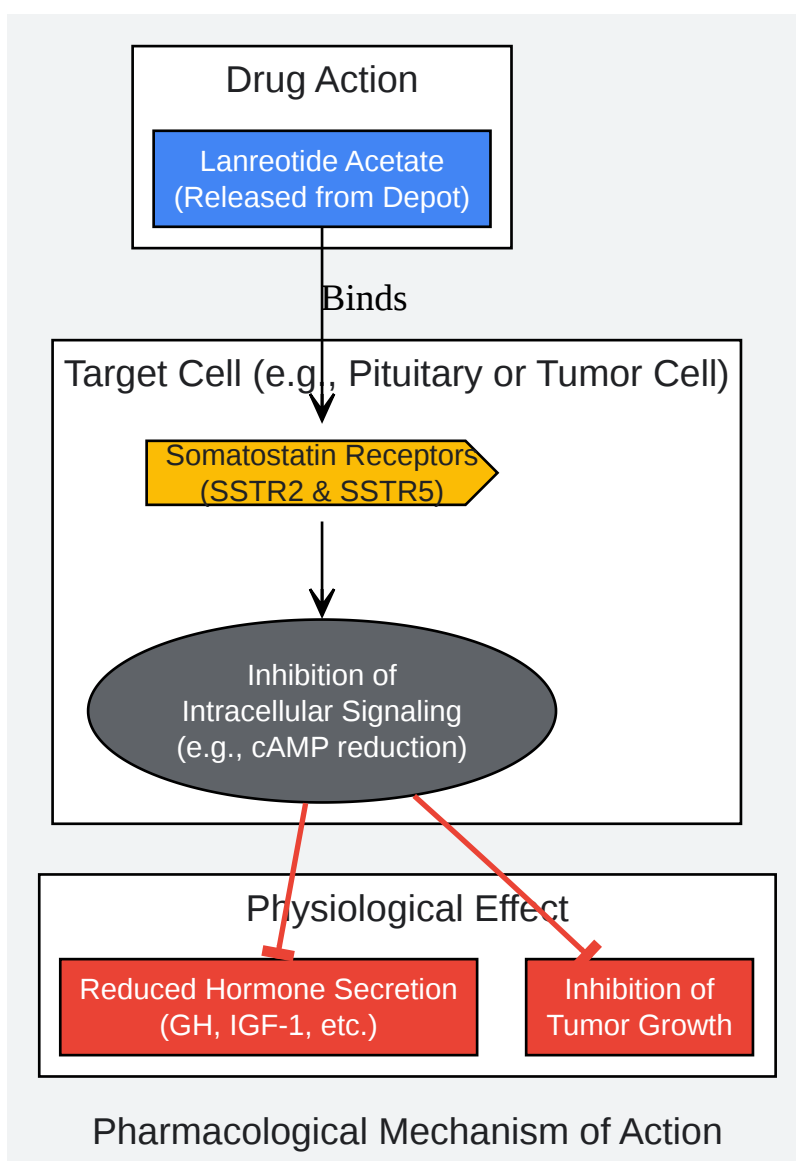 Drug Action
Lanreotide Acetate
(Released from Depot)
Binds
Target Cell (e.g., Pituitary or Tumor Cell)
Somatostatin Receptors
(SSTR2 & SSTR5)
Inhibition of
Intracellular Signaling
(e.g., cAMP reduction)
Physiological Effect
Reduced Hormone Secretion
(GH, IGF-1, etc.)
Inhibition of
Tumor Growth
Pharmacological Mechanism of Action